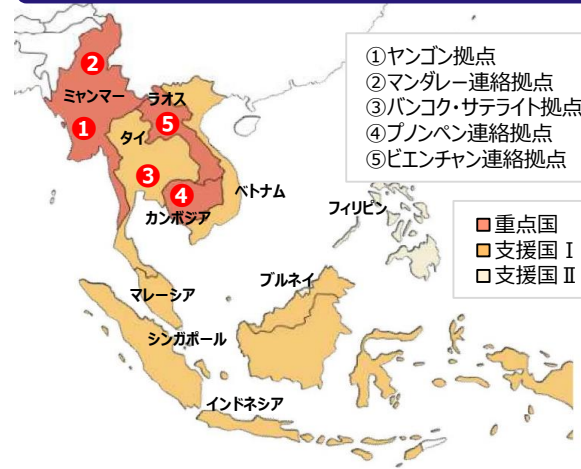 ①ヤンゴン拠点
②マンダレー連絡拠点
③バンコク・サテライト拠点
④プノンペン連絡拠点
⑤ビエンチャン連絡拠点
2
ミャンマー
ラオス
1
5
タイ
3
4
ベトナム
カンボジア
フィリピン
重点国
支援国Ⅰ
支援国Ⅱ
ブルネイ
マレーシア
シンガポール
インドネシア